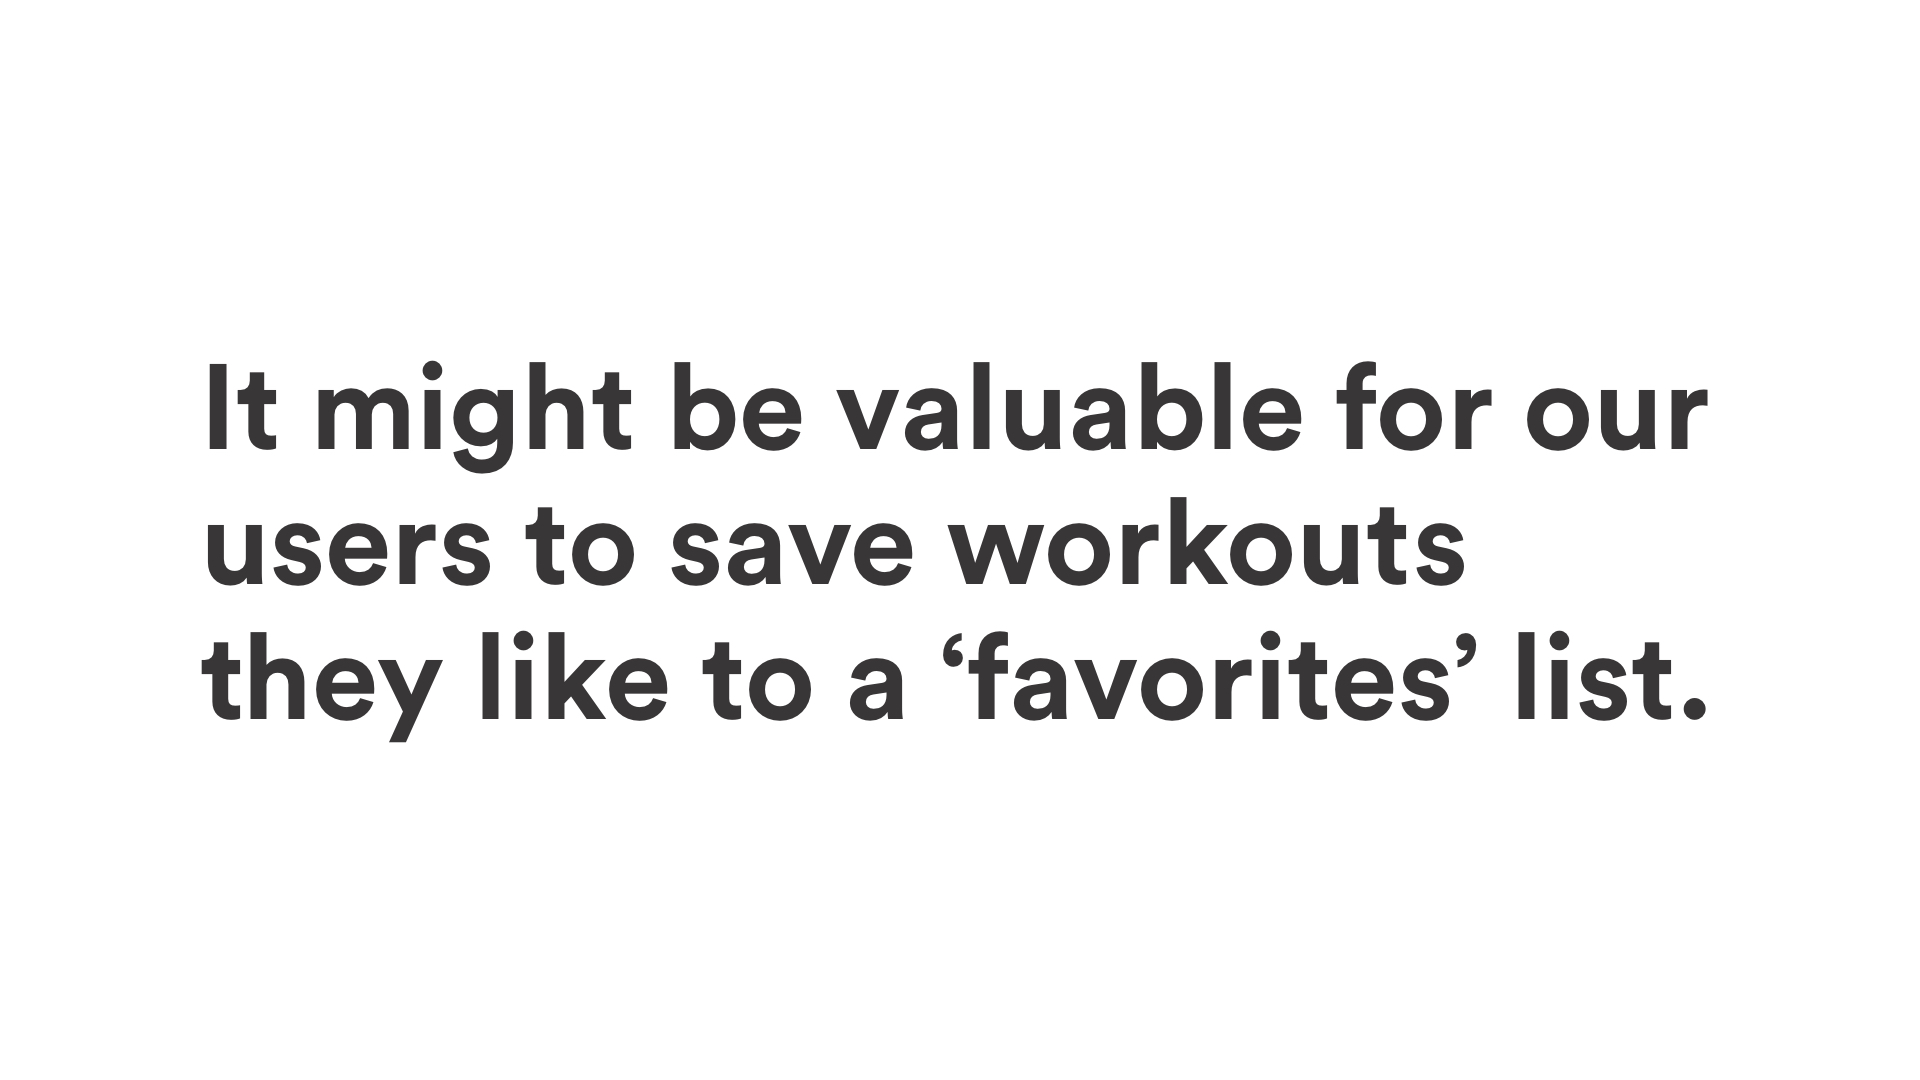 It might be valuable for our
users to save workouts
they like to a ‘favorites’ list.